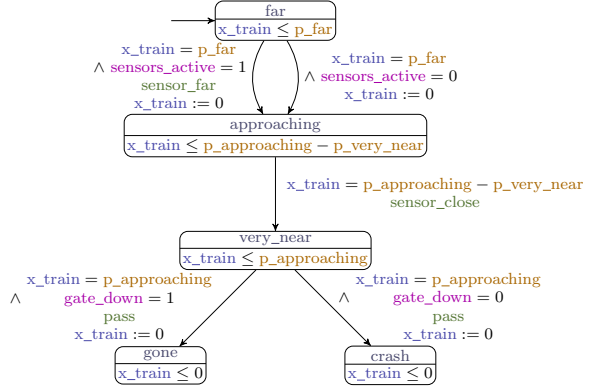 far
x_train ≤ p_far
x_train = p_far
∧ sensors_active = 1
sensor_far
x_train := 0
x_train = p_far
∧ sensors_active = 0
x_train := 0
approaching
x_train ≤ p_approaching − p_very_near
x_train = p_approaching − p_very_near
sensor_close
very_near
x_train ≤ p_approaching
x_train = p_approaching
∧ gate_down = 1
pass
x_train := 0
x_train = p_approaching
∧ gate_down = 0
pass
x_train := 0
gone
x_train ≤ 0
crash
x_train ≤ 0